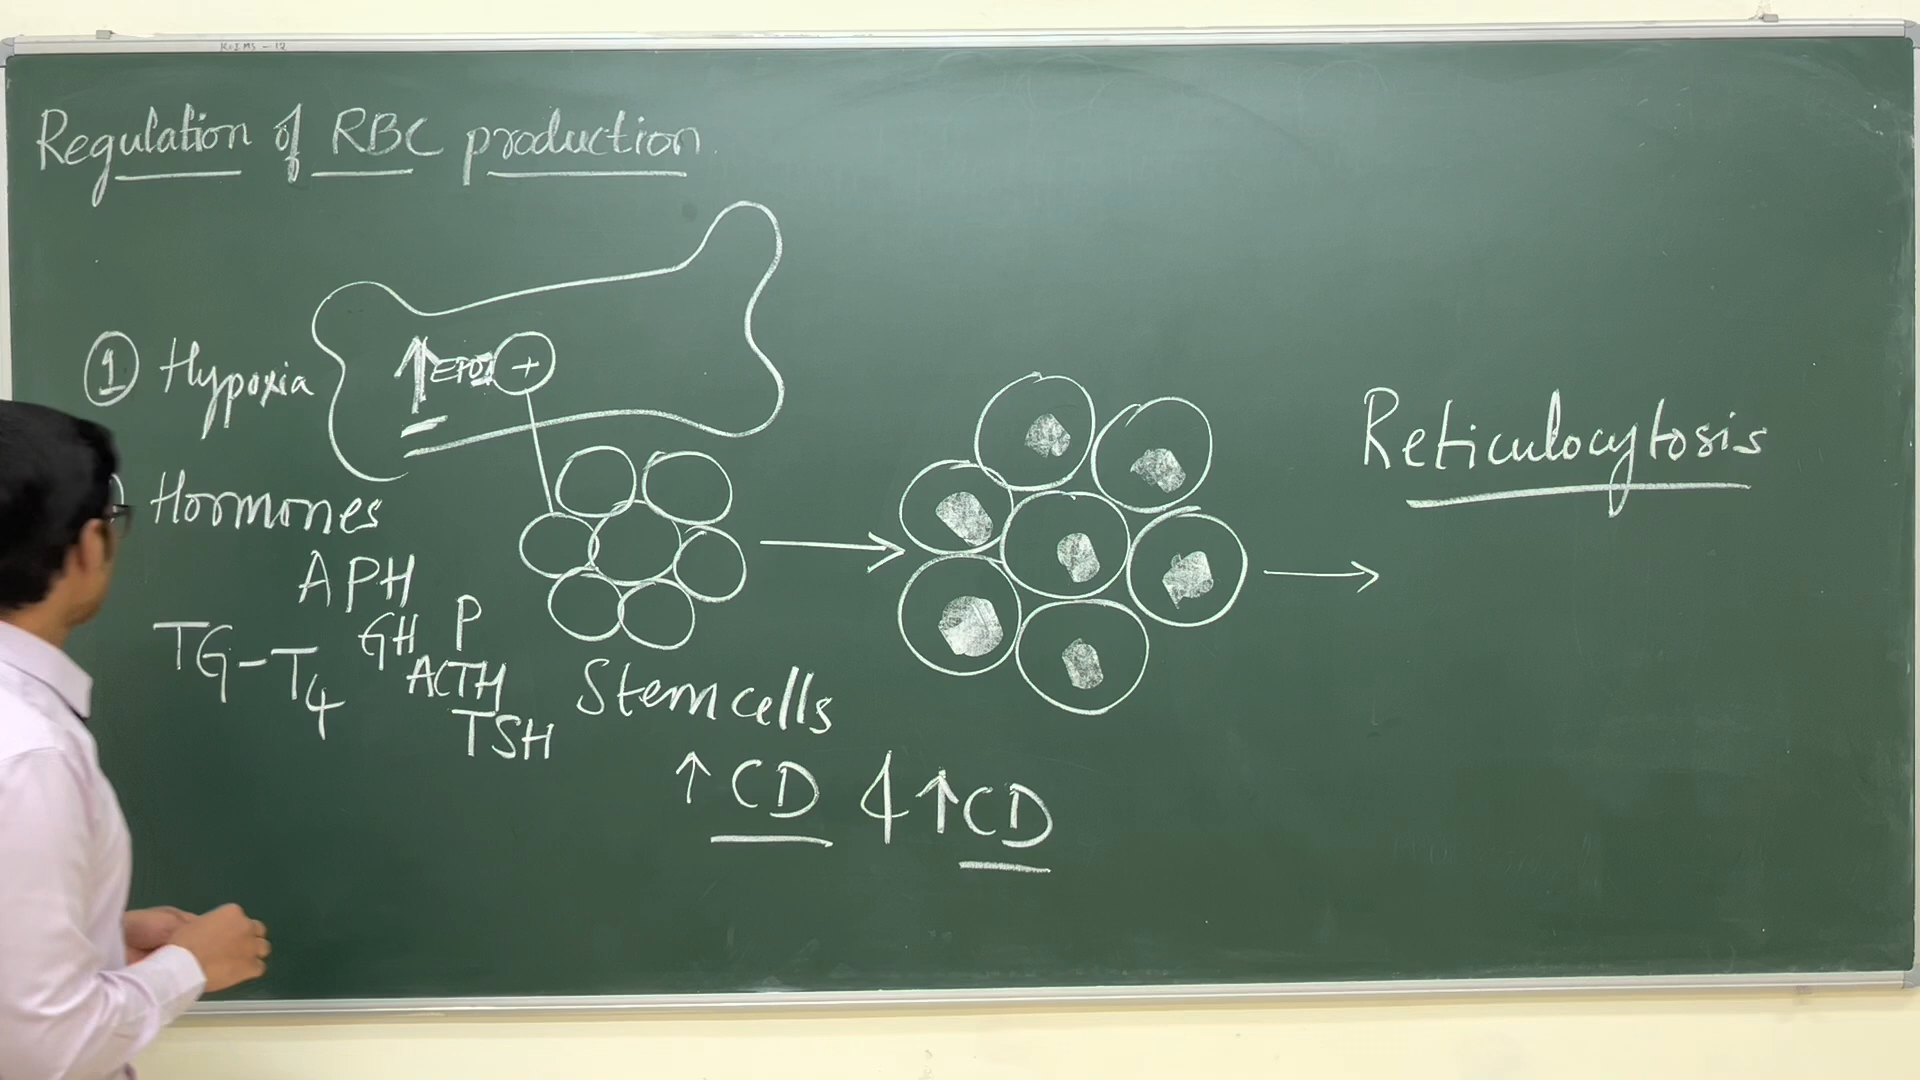 Regulation of RBC production
① Hypoxia
↑ EPO +
Hormones
APH
GH P
ACTH
TSH
TG-T4
Stem cells
↑ CD & ↑ CD
Reticulocytosis